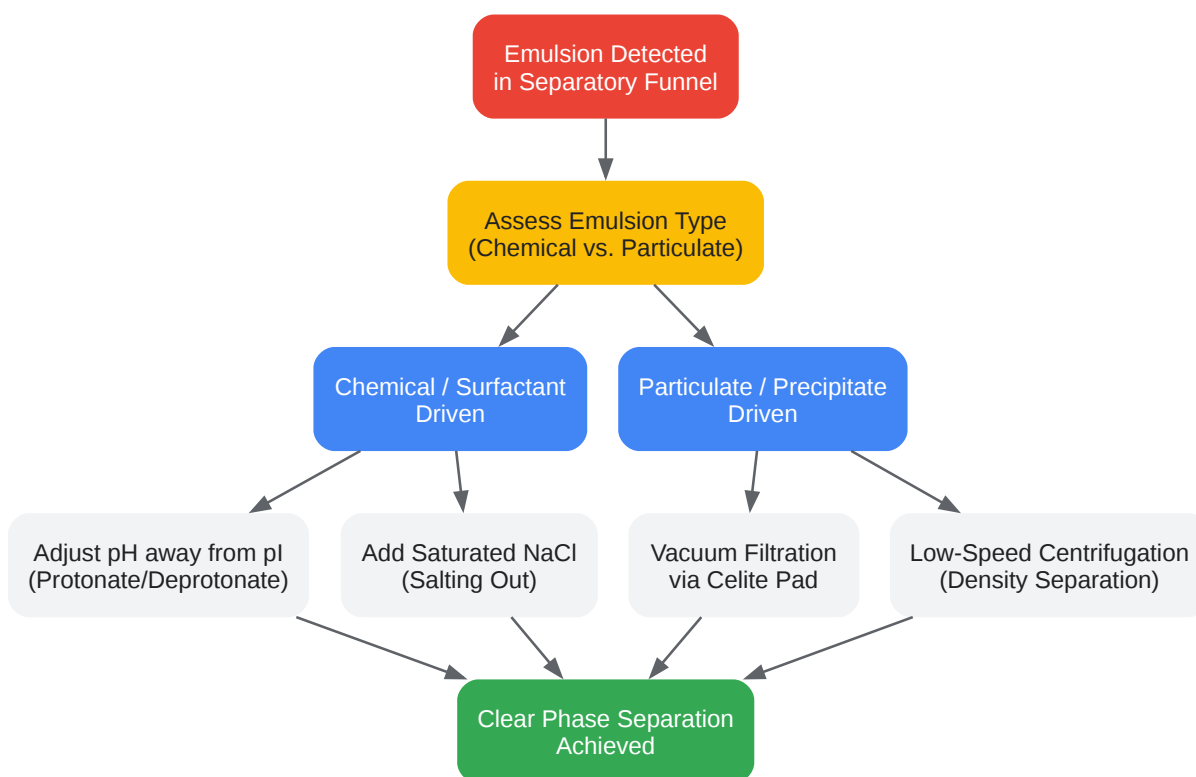 Emulsion Detected
in Separatory Funnel
Assess Emulsion Type
(Chemical vs. Particulate)
Chemical / Surfactant
Driven
Particulate / Precipitate
Driven
Adjust pH away from pI
(Protonate/Deprotonate)
Add Saturated NaCl
(Salting Out)
Vacuum Filtration
via Celite Pad
Low-Speed Centrifugation
(Density Separation)
Clear Phase Separation
Achieved